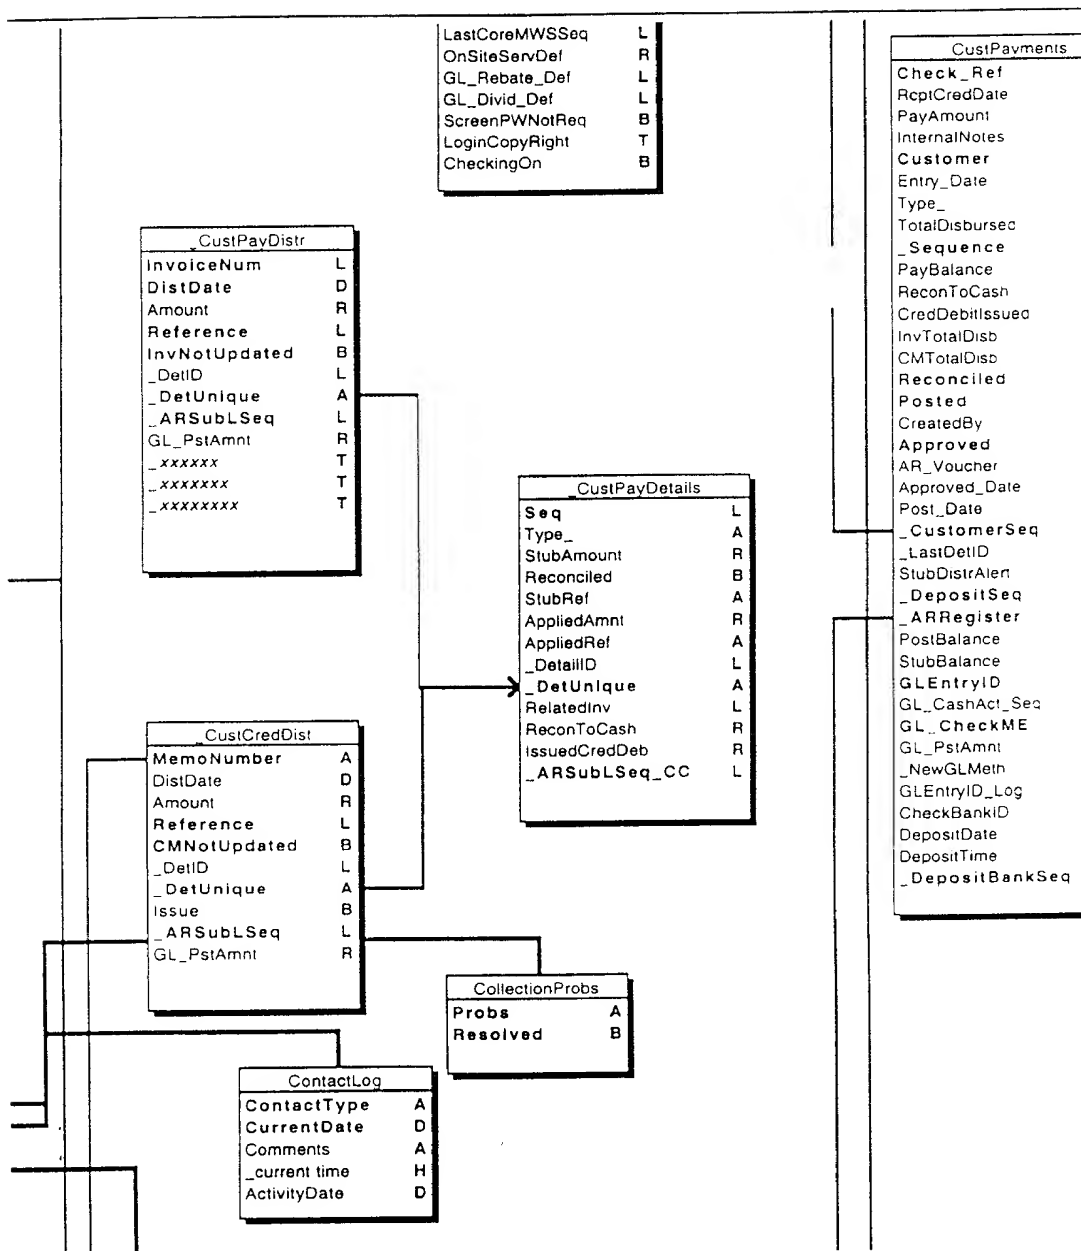 LastCoreMWSSeq L
OnSiteServDef R
GL_Rebate_Def L
GL_Divid_Def L
ScreenPWNotReq B
LoginCopyRight T
CheckingOn B
_CustPayDistr
InvoiceNum L
DistDate D
Amount R
Reference L
InvNotUpdated B
_DetID L
_DetUnique A
_ARSubLSeq L
GL_PstAmnt R
_xxxxxx T
_xxxxxxx T
_xxxxxxxx T
_CustPayDetails
Seq L
Type_ A
StubAmount R
Reconciled B
StubRef A
AppliedAmnt R
AppliedRef A
_DetailID L
_DetUnique A
RelatedInv L
ReconToCash R
IssuedCredDeb R
_ARSubLSeq_CC L
_CustCredDist
MemoNumber A
DistDate D
Amount R
Reference L
CMNotUpdated B
_DetID L
_DetUnique A
Issue B
_ARSubLSeq L
GL_PstAmnt R
CollectionProbs
Probs A
Resolved B
ContactLog
ContactType A
CurrentDate D
Comments A
_current time H
ActivityDate D
CustPayments
Check_Ref
RcptCredDate
PayAmount
InternalNotes
Customer
Entry_Date
Type_
TotalDisbursed
_Sequence
PayBalance
ReconToCash
CredDebitIssued
InvTotalDisb
CMTotalDisb
Reconciled
Posted
CreatedBy
Approved
AR_Voucher
Approved_Date
Post_Date
_CustomerSeq
_LastDetID
StubDistrAlert
_DepositSeq
_ARRegister
PostBalance
StubBalance
GLEntryID
GL_CashAct_Seq
GL_CheckME
GL_PstAmnt
_NewGLMeth
GLEntryID_Log
CheckBankID
DepositDate
DepositTime
_DepositBankSeq